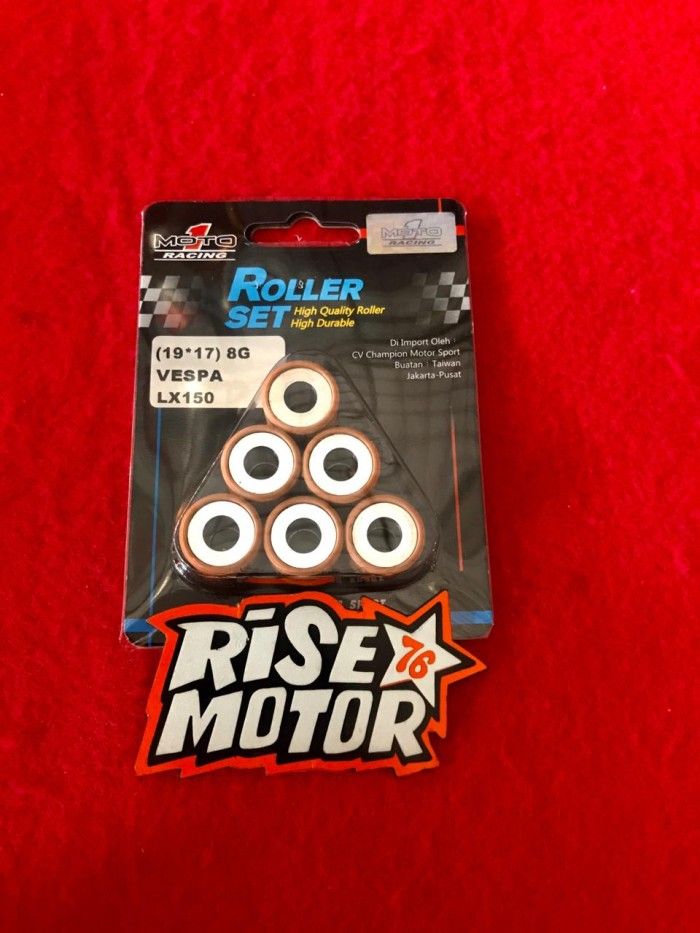 MOTO 1
RACING
MOTO 1
RACING
ROLLER
SET High Quality Roller
High Durable
(19*17) 8G
VESPA
LX150
Di Import Oleh :
CV Champion Motor Sport
Buatan : Taiwan
Jakarta-Pusat
RiSE 76
MOTOR